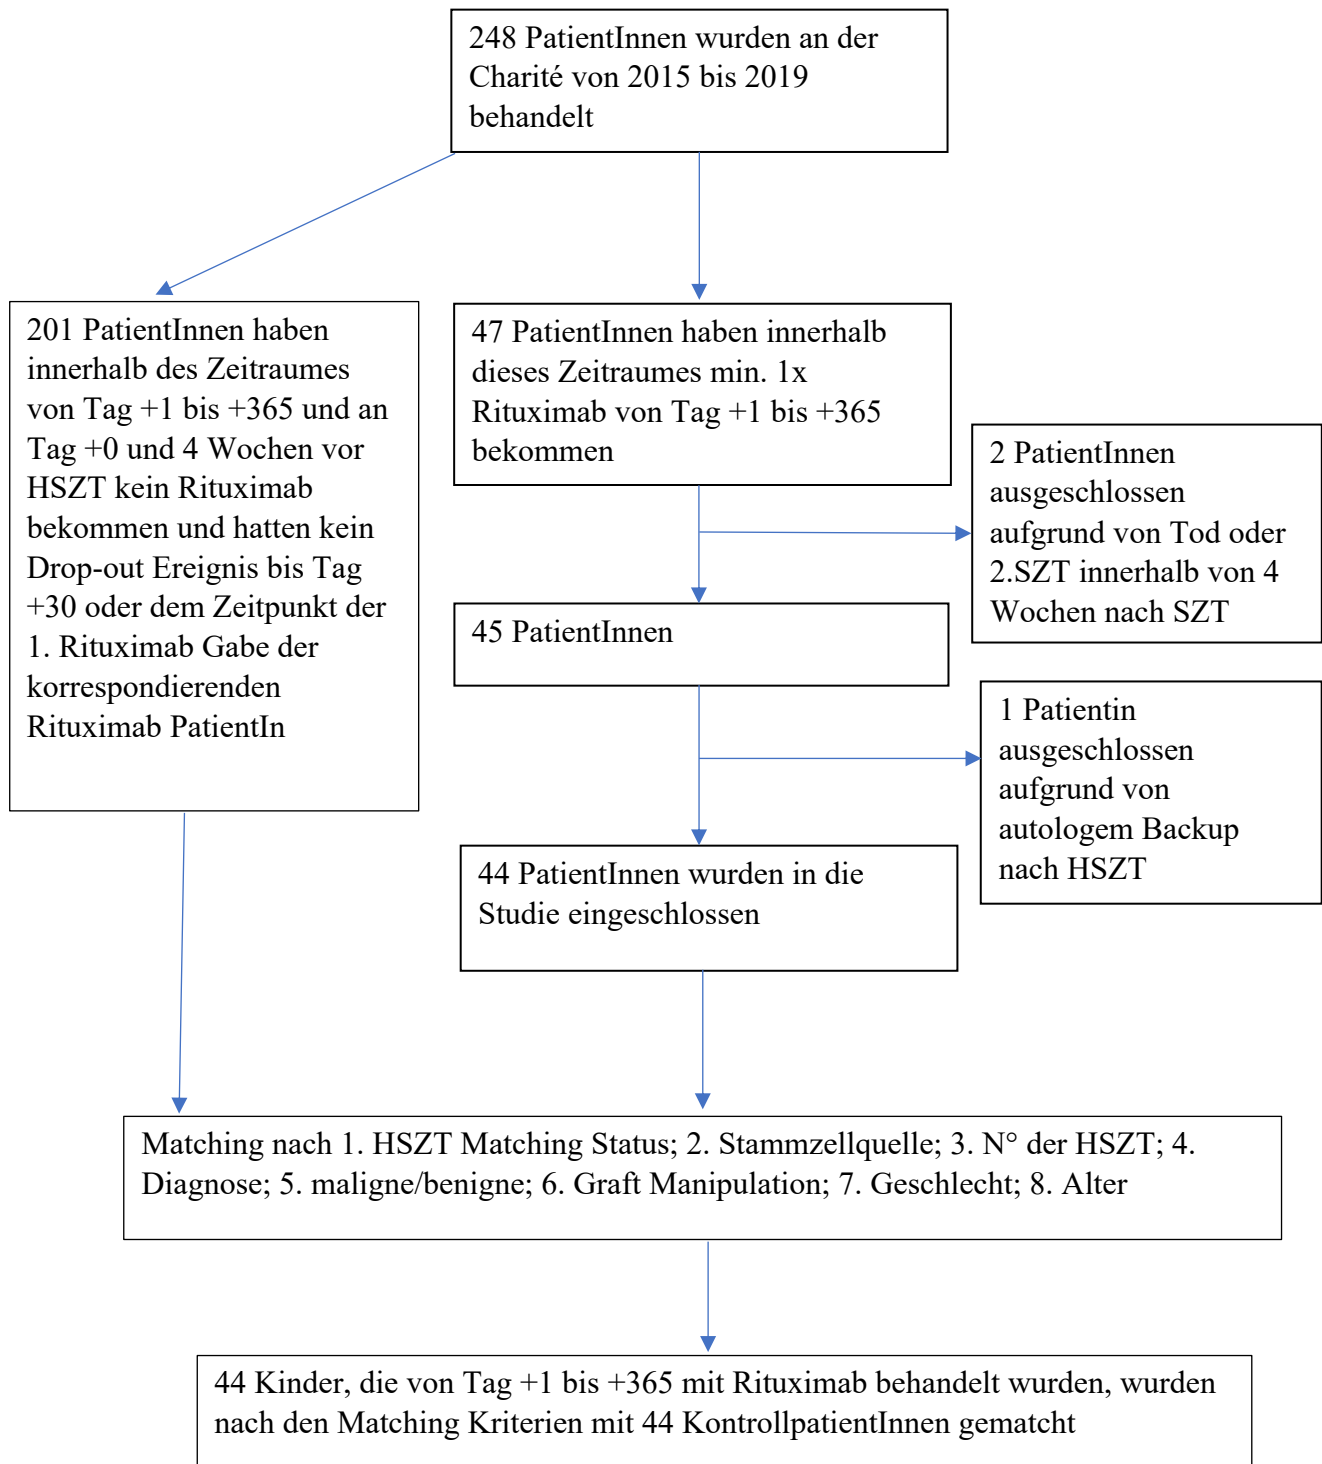 248 PatientInnen wurden an der
Charité von 2015 bis 2019
behandelt
201 PatientInnen haben
innerhalb des Zeitraumes
von Tag +1 bis +365 und an
Tag +0 und 4 Wochen vor
HSZT kein Rituximab
bekommen und hatten kein
Drop-out Ereignis bis Tag
+30 oder dem Zeitpunkt der
1. Rituximab Gabe der
korrespondierenden
Rituximab PatientIn
47 PatientInnen haben innerhalb
dieses Zeitraumes min. 1x
Rituximab von Tag +1 bis +365
bekommen
2 PatientInnen
ausgeschlossen
aufgrund von Tod oder
2.SZT innerhalb von 4
Wochen nach SZT
45 PatientInnen
1 Patientin
ausgeschlossen
aufgrund von
autologem Backup
nach HSZT
44 PatientInnen wurden in die
Studie eingeschlossen
Matching nach 1. HSZT Matching Status; 2. Stammzellquelle; 3. N° der HSZT; 4.
Diagnose; 5. maligne/benigne; 6. Graft Manipulation; 7. Geschlecht; 8. Alter
44 Kinder, die von Tag +1 bis +365 mit Rituximab behandelt wurden, wurden
nach den Matching Kriterien mit 44 KontrollpatientInnen gematcht